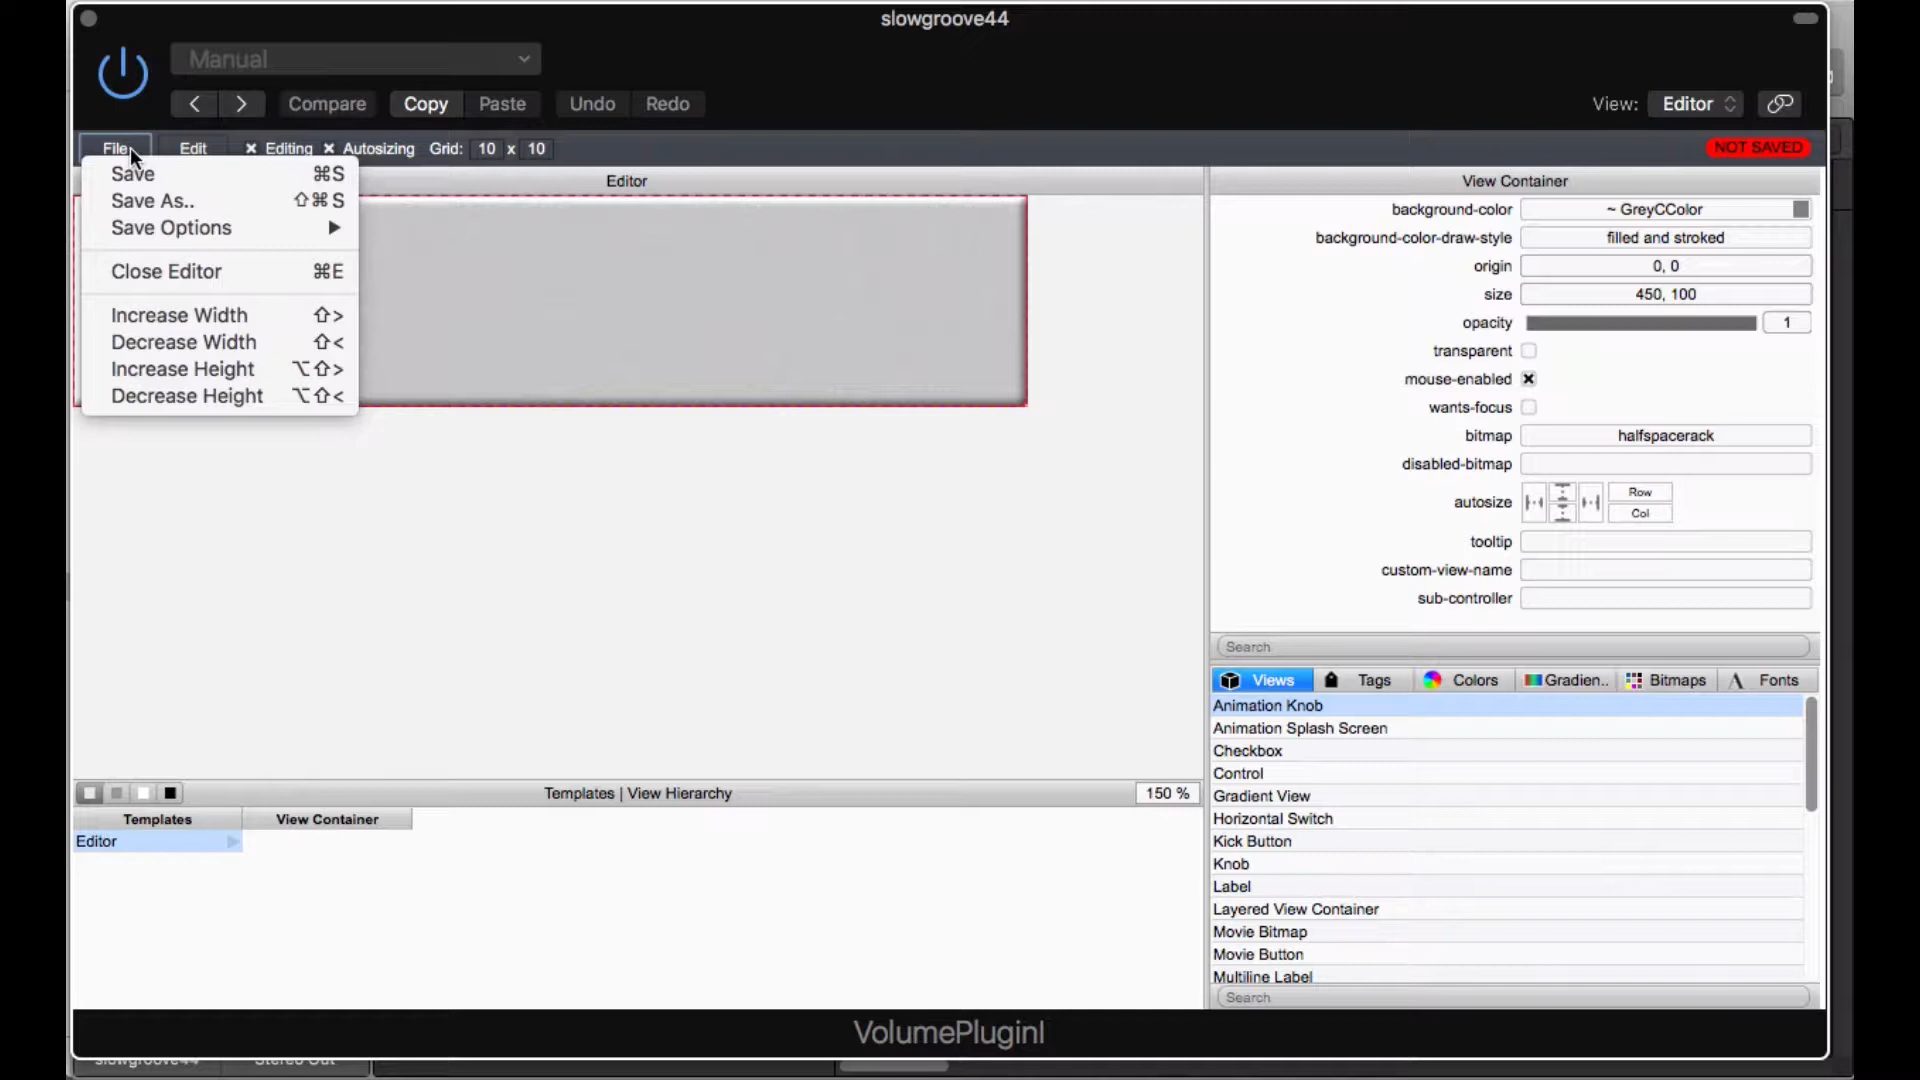 slowgroove44
Manual
Compare Copy Paste Undo Redo
View: Editor
File Edit Editing Autosizing Grid: 10 x 10 NOT SAVED
Save ⌘S
Save As.. ⇧⌘S
Save Options ▶
Close Editor ⌘E
Increase Width ⇧>
Decrease Width ⇧<
Increase Height ⌥⇧>
Decrease Height ⌥⇧<
Editor
View Container
background-color ~ GreyCColor
background-color-draw-style filled and stroked
origin 0, 0
size 450, 100
opacity 1
transparent
mouse-enabled
wants-focus
bitmap halfspacerack
disabled-bitmap
autosize Row
Col
tooltip
custom-view-name
sub-controller
Search
Views Tags Colors Gradien.. Bitmaps Fonts
Animation Knob
Animation Splash Screen
Checkbox
Control
Gradient View
Horizontal Switch
Kick Button
Knob
Label
Layered View Container
Movie Bitmap
Movie Button
Multiline Label
Search
Templates | View Hierarchy 150 %
Templates View Container
Editor
VolumePluginI
slowgroove44 Stereo Out